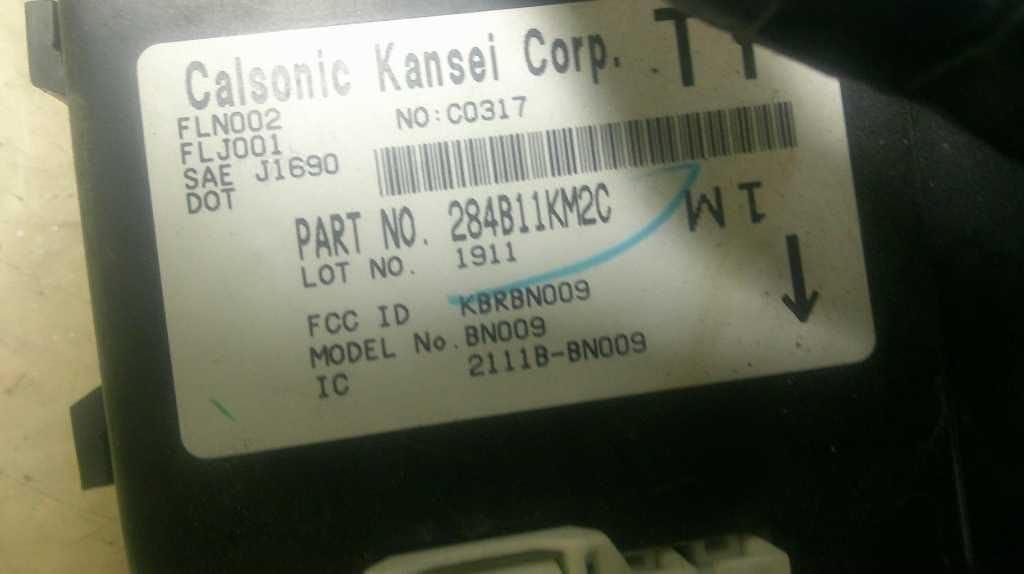 Calsonic Kansei Corp.
FLN002 NO:C0317
FLJ001
SAE J1690
DOT
PART NO. 284B11KM2C
LOT NO. 1911
1M
FCC ID KBRBN009
MODEL No. BN009
IC 2111B-BN009